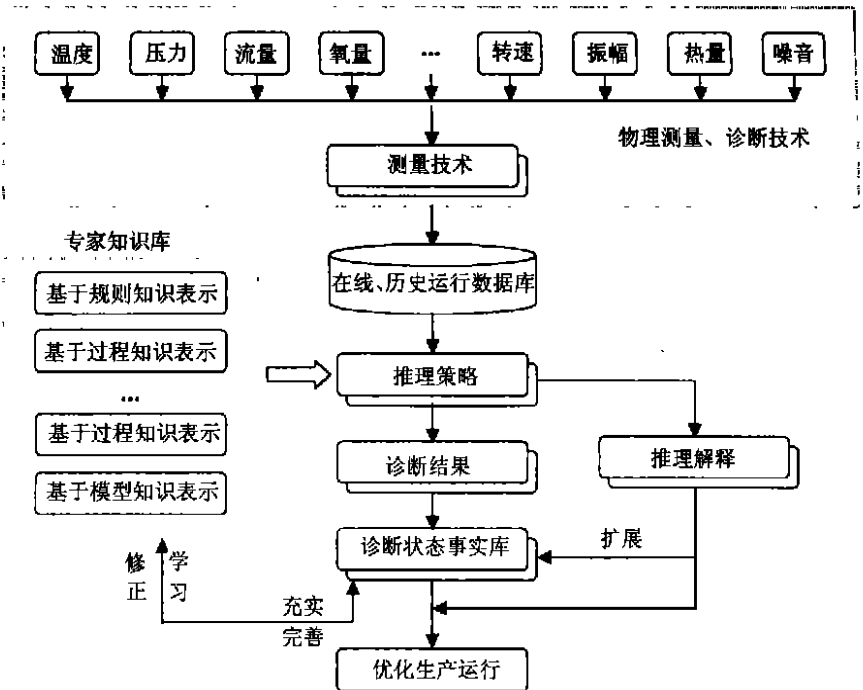 温度 压力 流量 氧量 … 转速 振幅 热量 噪音
物理测量、诊断技术
测量技术
专家知识库
在线、历史运行数据库
基于规则知识表示
基于过程知识表示
…
基于过程知识表示
基于模型知识表示
推理策略
诊断结果
推理解释
诊断状态事实库
扩展
修正
学习
充实
完善
优化生产运行